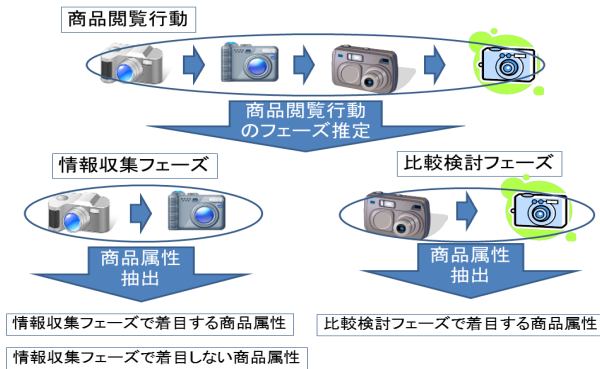 商品閲覧行動
商品閲覧行動
のフェーズ推定
情報収集フェーズ
比較検討フェーズ
商品属性
抽出
商品属性
抽出
情報収集フェーズで着目する商品属性
比較検討フェーズで着目する商品属性
情報収集フェーズで着目しない商品属性